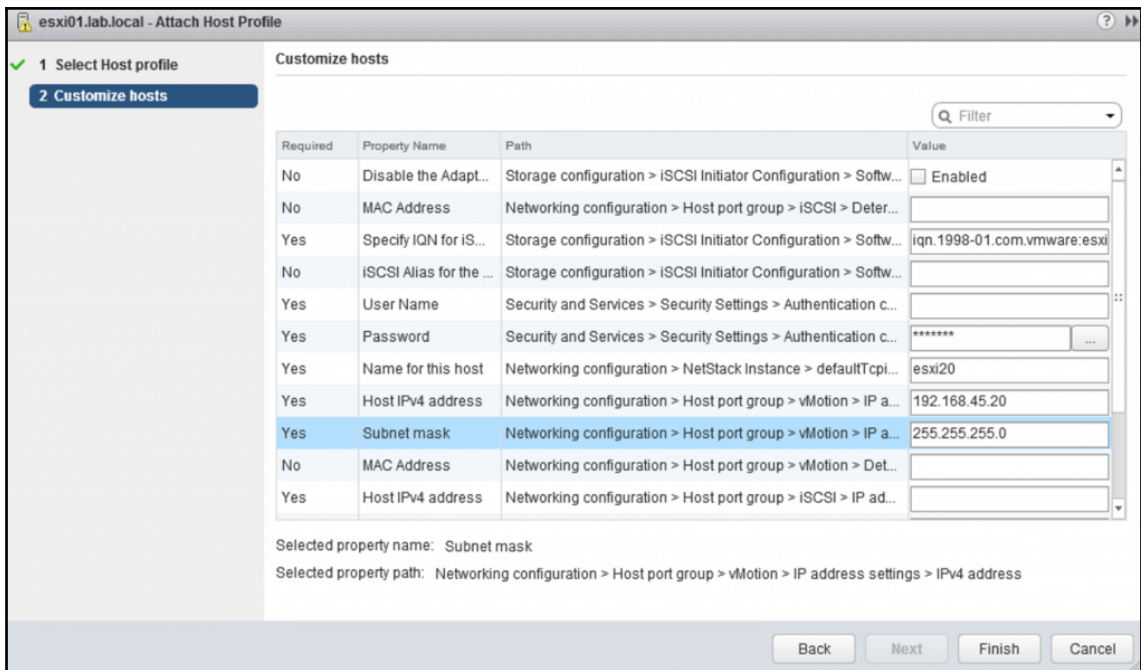 esxi01.lab.local - Attach Host Profile
1 Select Host profile
2 Customize hosts
Customize hosts
Filter
Required Property Name Path Value
No Disable the Adapt... Storage configuration > iSCSI Initiator Configuration > Softw... Enabled
No MAC Address Networking configuration > Host port group > iSCSI > Deter...
Yes Specify IQN for iS... Storage configuration > iSCSI Initiator Configuration > Softw... iqn.1998-01.com.vmware:esxi
No iSCSI Alias for the ... Storage configuration > iSCSI Initiator Configuration > Softw...
Yes User Name Security and Services > Security Settings > Authentication c...
Yes Password Security and Services > Security Settings > Authentication c... ******* ...
Yes Name for this host Networking configuration > NetStack Instance > defaultTcpi... esxi20
Yes Host IPv4 address Networking configuration > Host port group > vMotion > IP a... 192.168.45.20
Yes Subnet mask Networking configuration > Host port group > vMotion > IP a... 255.255.255.0
No MAC Address Networking configuration > Host port group > vMotion > Det...
Yes Host IPv4 address Networking configuration > Host port group > iSCSI > IP ad...
Selected property name: Subnet mask
Selected property path: Networking configuration > Host port group > vMotion > IP address settings > IPv4 address
Back Next Finish Cancel